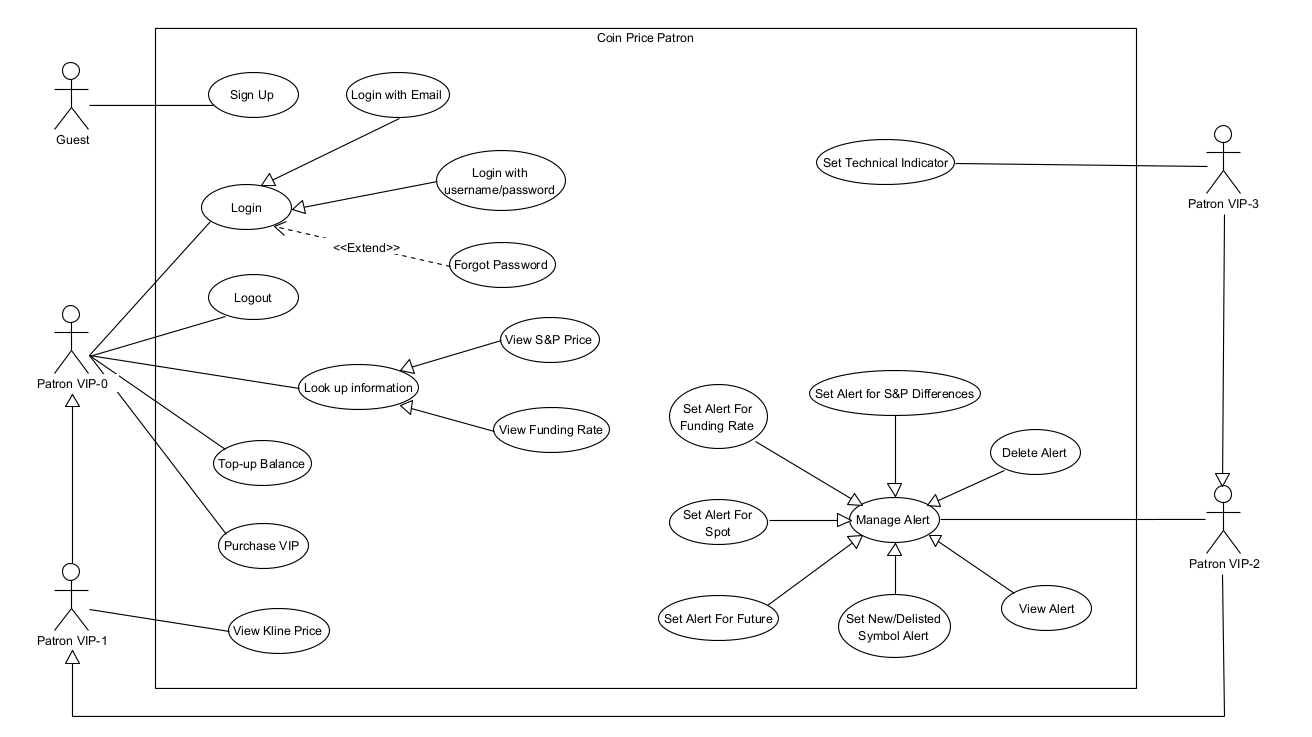 Coin Price Patron
Guest
Sign Up
Login with Email
Login with
username/password
Login
<<Extend>>
Forgot Password
Logout
Patron VIP-0
View S&P Price
Look up information
View Funding Rate
Top-up Balance
Purchase VIP
Patron VIP-1
View Kline Price
Set Technical Indicator
Patron VIP-3
Set Alert For
Funding Rate
Set Alert for S&P Differences
Delete Alert
Set Alert For
Spot
Manage Alert
Patron VIP-2
Set Alert For Future
Set New/Delisted
Symbol Alert
View Alert